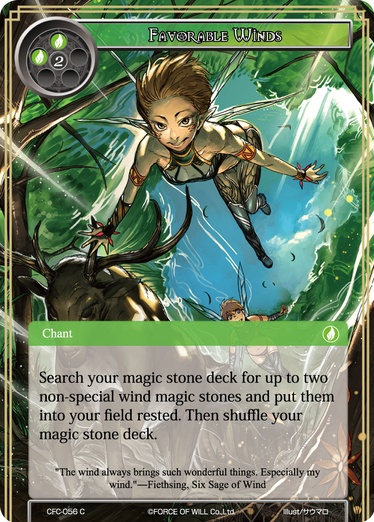 Favorable Winds
2
Chant
Search your magic stone deck for up to two
non-special wind magic stones and put them
into your field rested. Then shuffle your
magic stone deck.
"The wind always brings such wonderful things. Especially my
wind."—Fiethsing, Six Sage of Wind
CFC-056 C ©FORCE OF WILL Co.,Ltd. Illust/サウマロ